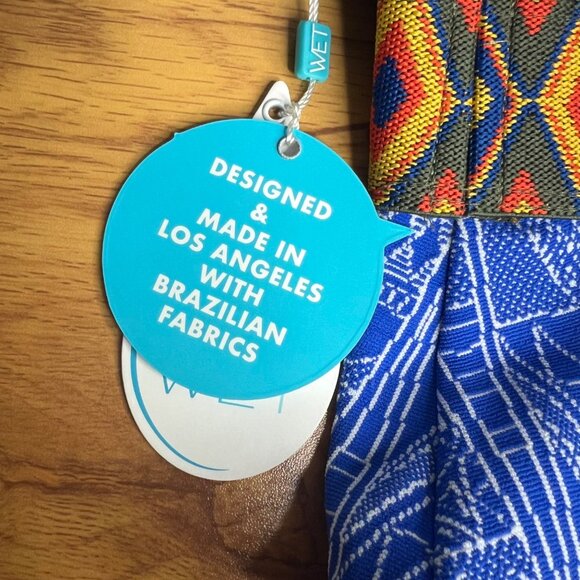 WET
DESIGNED
&
MADE IN
LOS ANGELES
WITH
BRAZILIAN
FABRICS
WET